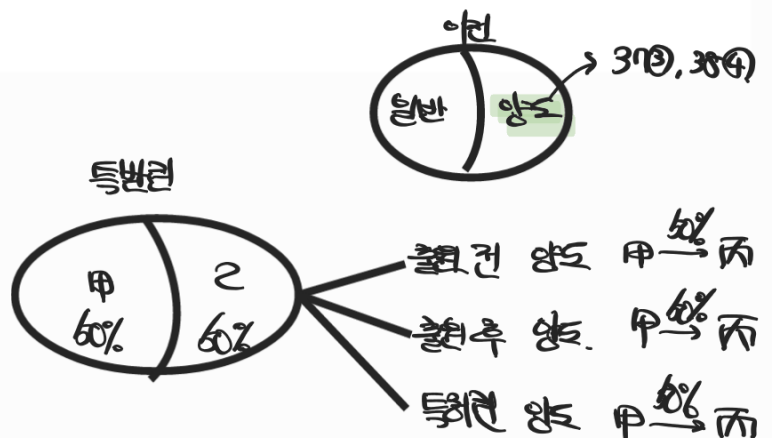 이전
일반 양도 37③, 38④
특받권
甲 乙
50% 50%
출원 전 양도 甲 50% → 丙
출원 후 양도. 甲 50% → 丙
특허권 양도 甲 50% → 丙